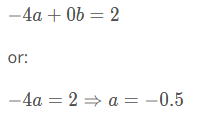 −4a + 0b = 2
or:
−4a = 2 ⇒ a = −0.5